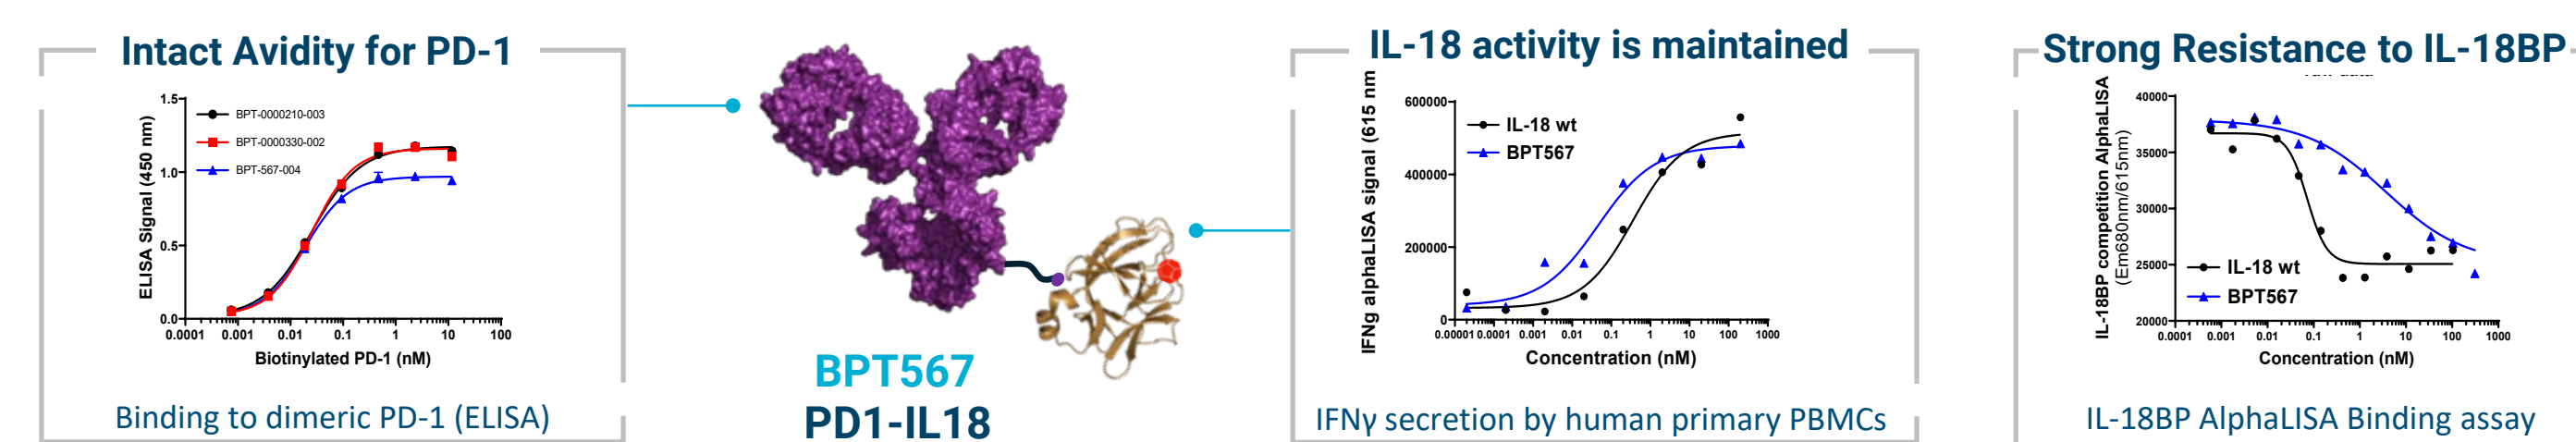 Intact Avidity for PD-1
1.5
1.0
0.5
0.0
ELISA Signal (450 nm)
BPT-0000210-003
BPT-0000330-002
BPT-567-004
0.0001 0.001 0.01 0.1 1 10 100
Biotinylated PD-1 (nM)
Binding to dimeric PD-1 (ELISA)
BPT567
PD1-IL18
IL-18 activity is maintained
IFNg alphaLISA signal (615 nm
600000
400000
200000
0
IL-18 wt
BPT567
0.00001 0.0001 0.001 0.01 0.1 1 10 100 1000
Concentration (nM)
IFNγ secretion by human primary PBMCs
Strong Resistance to IL-18BP
IL-18BP competition AlphaLISA
(Em680nm/615nm)
40000
35000
30000
25000
20000
IL-18 wt
BPT567
0.0001 0.001 0.01 0.1 1 10 100 1000
Concentration (nM)
IL-18BP AlphaLISA Binding assay